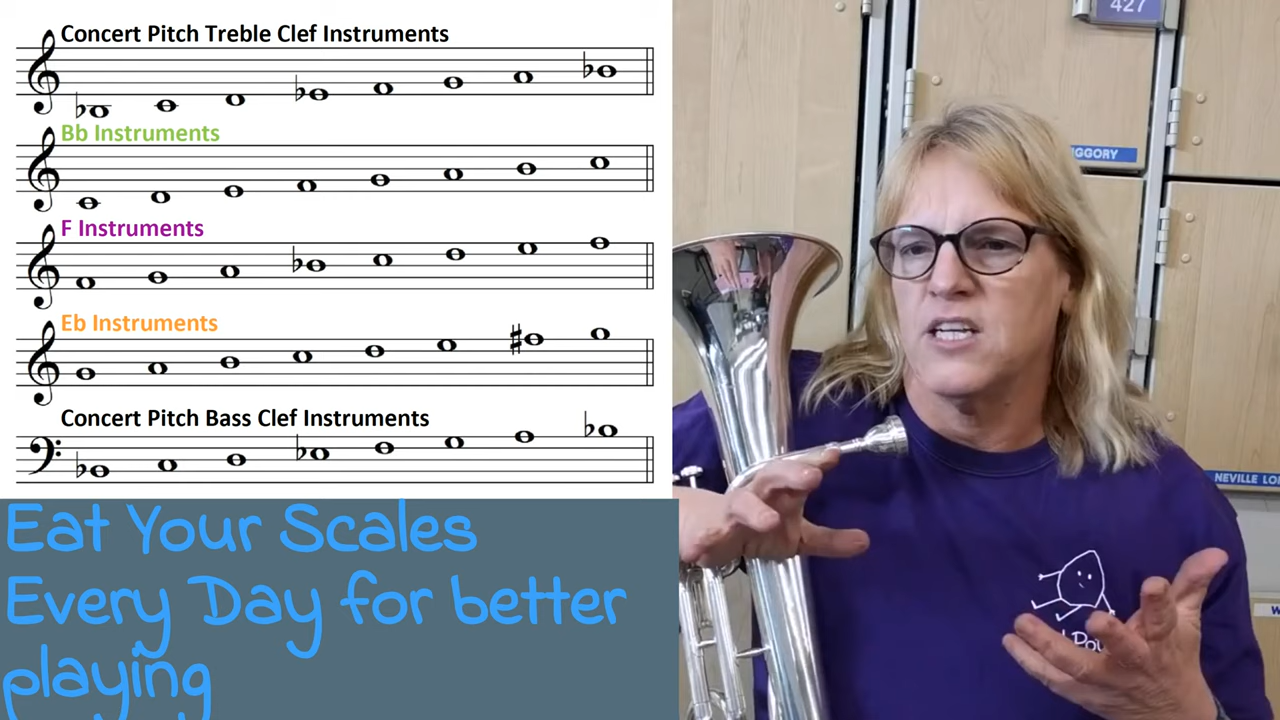 Concert Pitch Treble Clef Instruments
Bb Instruments
F Instruments
Eb Instruments
Concert Pitch Bass Clef Instruments
Eat Your Scales
Every Day for better
playing
427
IGGORY
NEVILLE LO